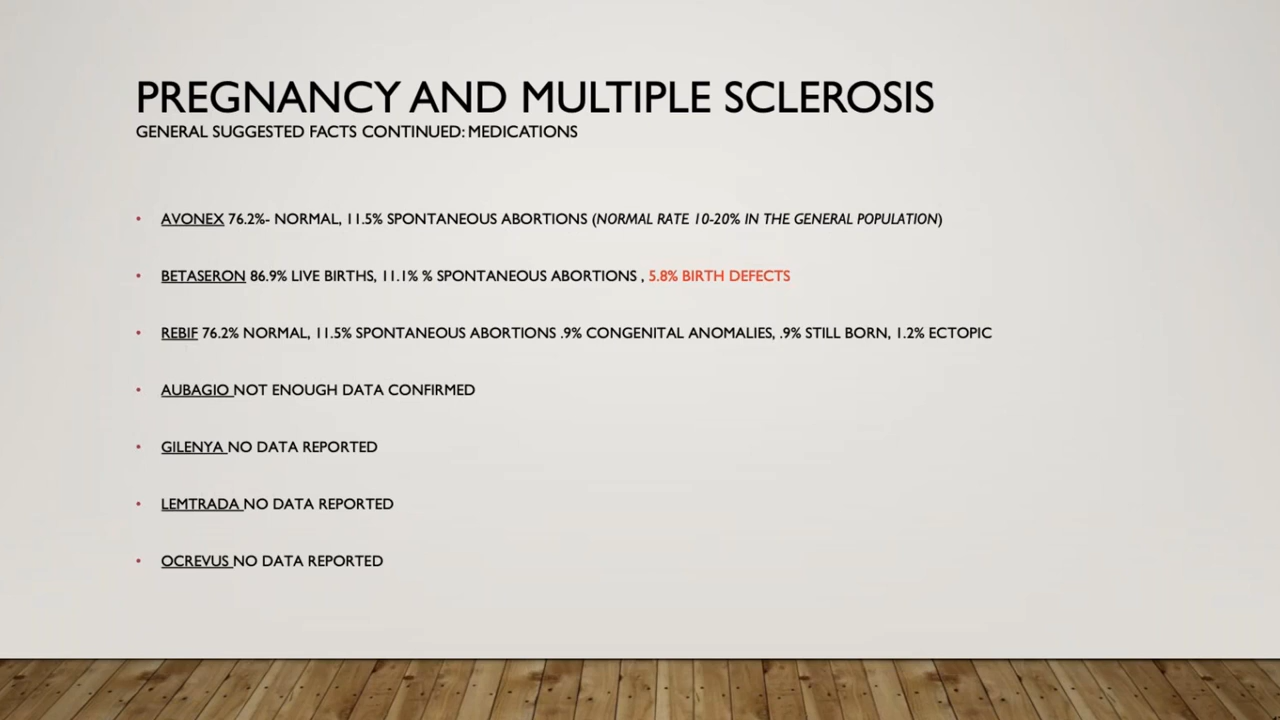 PREGNANCY AND MULTIPLE SCLEROSIS
GENERAL SUGGESTED FACTS CONTINUED: MEDICATIONS
• AVONEX 76.2%- NORMAL, 11.5% SPONTANEOUS ABORTIONS (NORMAL RATE 10-20% IN THE GENERAL POPULATION)
• BETASERON 86.9% LIVE BIRTHS, 11.1% % SPONTANEOUS ABORTIONS , 5.8% BIRTH DEFECTS
• REBIF 76.2% NORMAL, 11.5% SPONTANEOUS ABORTIONS .9% CONGENITAL ANOMALIES, .9% STILL BORN, 1.2% ECTOPIC
• AUBAGIO NOT ENOUGH DATA CONFIRMED
• GILENYA NO DATA REPORTED
• LEMTRADA NO DATA REPORTED
• OCREVUS NO DATA REPORTED